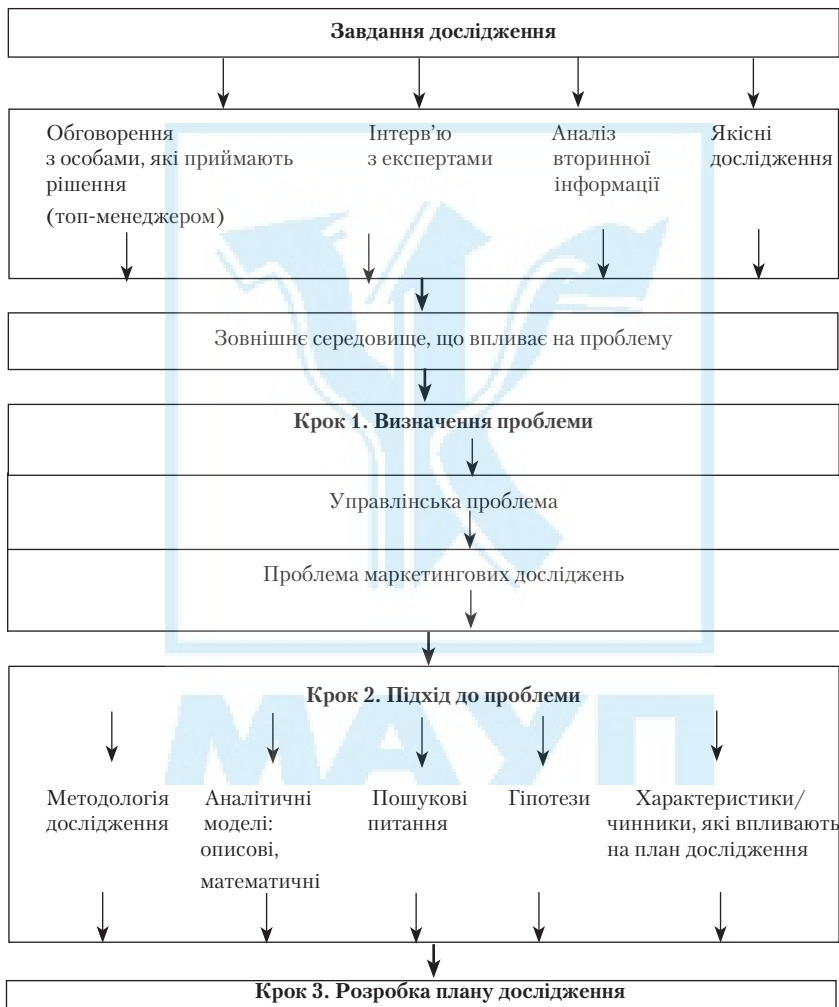 Завдання дослідження
Обговорення
з особами, які приймають
рішення
(топ-менеджером)
Інтерв’ю
з експертами
Аналіз
вторинної
інформації
Якісні
дослідження
Зовнішнє середовище, що впливає на проблему
Крок 1. Визначення проблеми
Управлінська проблема
Проблема маркетингових досліджень
Крок 2. Підхід до проблеми
Методологія
дослідження
Аналітичні
моделі:
описові,
математичні
Пошукові
питання
Гіпотези
Характеристики/
чинники, які впливають
на план дослідження
МАУП
Крок 3. Розробка плану дослідження